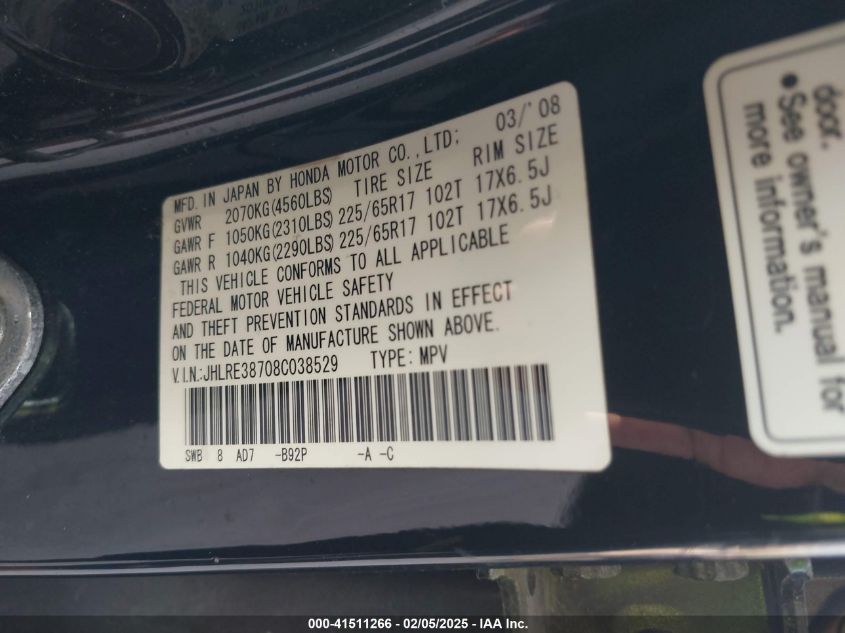 MFD. IN JAPAN BY HONDA MOTOR CO.,LTD; 03/'08
GVWR 2070KG(4560LBS) TIRE SIZE RIM SIZE
GAWR F 1050KG(2310LBS) 225/65R17 102T 17X6.5J
GAWR R 1040KG(2290LBS) 225/65R17 102T 17X6.5J
THIS VEHICLE CONFORMS TO ALL APPLICABLE
FEDERAL MOTOR VEHICLE SAFETY
AND THEFT PREVENTION STANDARDS IN EFFECT
ON THE DATE OF MANUFACTURE SHOWN ABOVE.
V.I.N.:JHLRE38708C038529 TYPE: MPV
SWB 8 AD7 -B92P -A -C
door.
•See owner's manual for
more information.
000-41511266 - 02/05/2025 - © IAA, Inc.